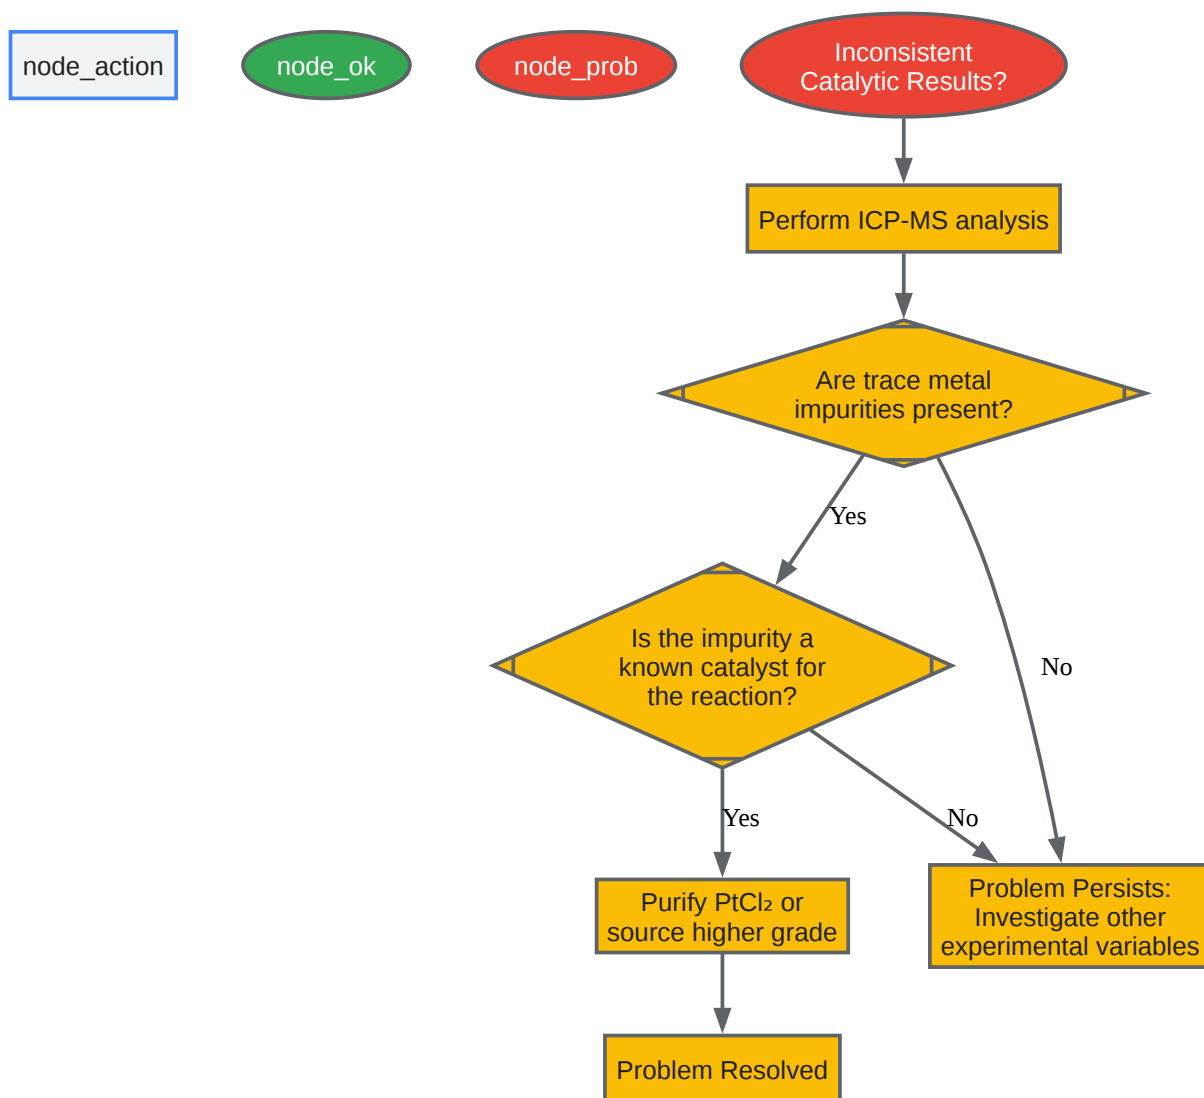 node_action
node_ok
node_prob
Inconsistent
Catalytic Results?
Perform ICP-MS analysis
Are trace metal
impurities present?
Yes
No
Is the impurity a
known catalyst for
the reaction?
Yes
No
Purify PtCl₂ or
source higher grade
Problem Persists:
Investigate other
experimental variables
Problem Resolved